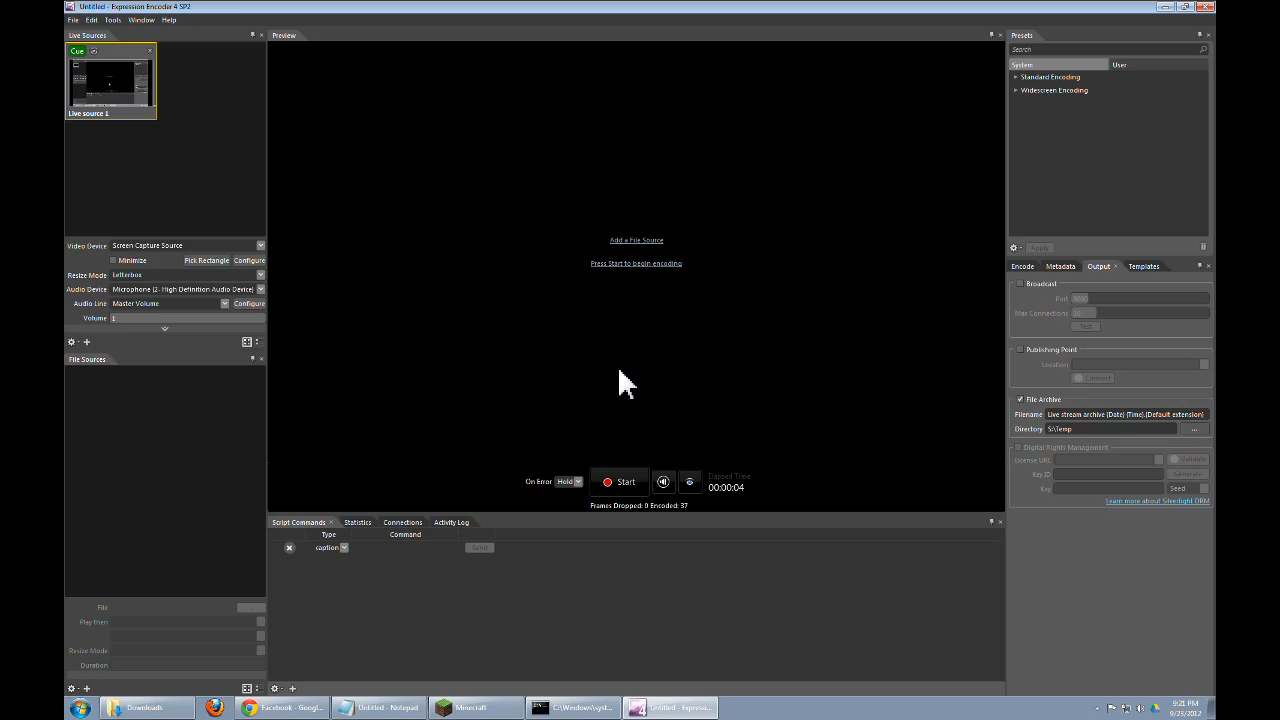 Untitled - Expression Encoder 4 SP2
File Edit Tools Window Help
Live Sources
Cue
Live source 1
Video Device Screen Capture Source
Minimize Pick Rectangle Configure
Resize Mode Letterbox
Audio Device Microphone (2- High Definition Audio Device)
Audio Line Master Volume Configure
Volume 1
File Sources
File
Play then
Resize Mode
Duration
Preview
Add a File Source
Press Start to begin encoding
On Error Hold Start
Elapsed Time
00:00:04
Frames Dropped: 0 Encoded: 37
Script Commands Statistics Connections Activity Log
Type Command
caption Send
Presets
Search
System User
Standard Encoding
Widescreen Encoding
Apply
Encode Metadata Output Templates
Broadcast
Port
Max Connections
Test
Publishing Point
Location
Connect
File Archive
Filename Live stream archive {Date} {Time}.{Default extension}
Directory S:\Temp ...
Digital Rights Management
License URL Validate
Key ID Generate
Key Seed
Learn more about Silverlight DRM
Downloads Facebook - Googl... Untitled - Notepad Minecraft C:\Windows\syst... Untitled - Expressi...
9:21 PM
9/23/2012